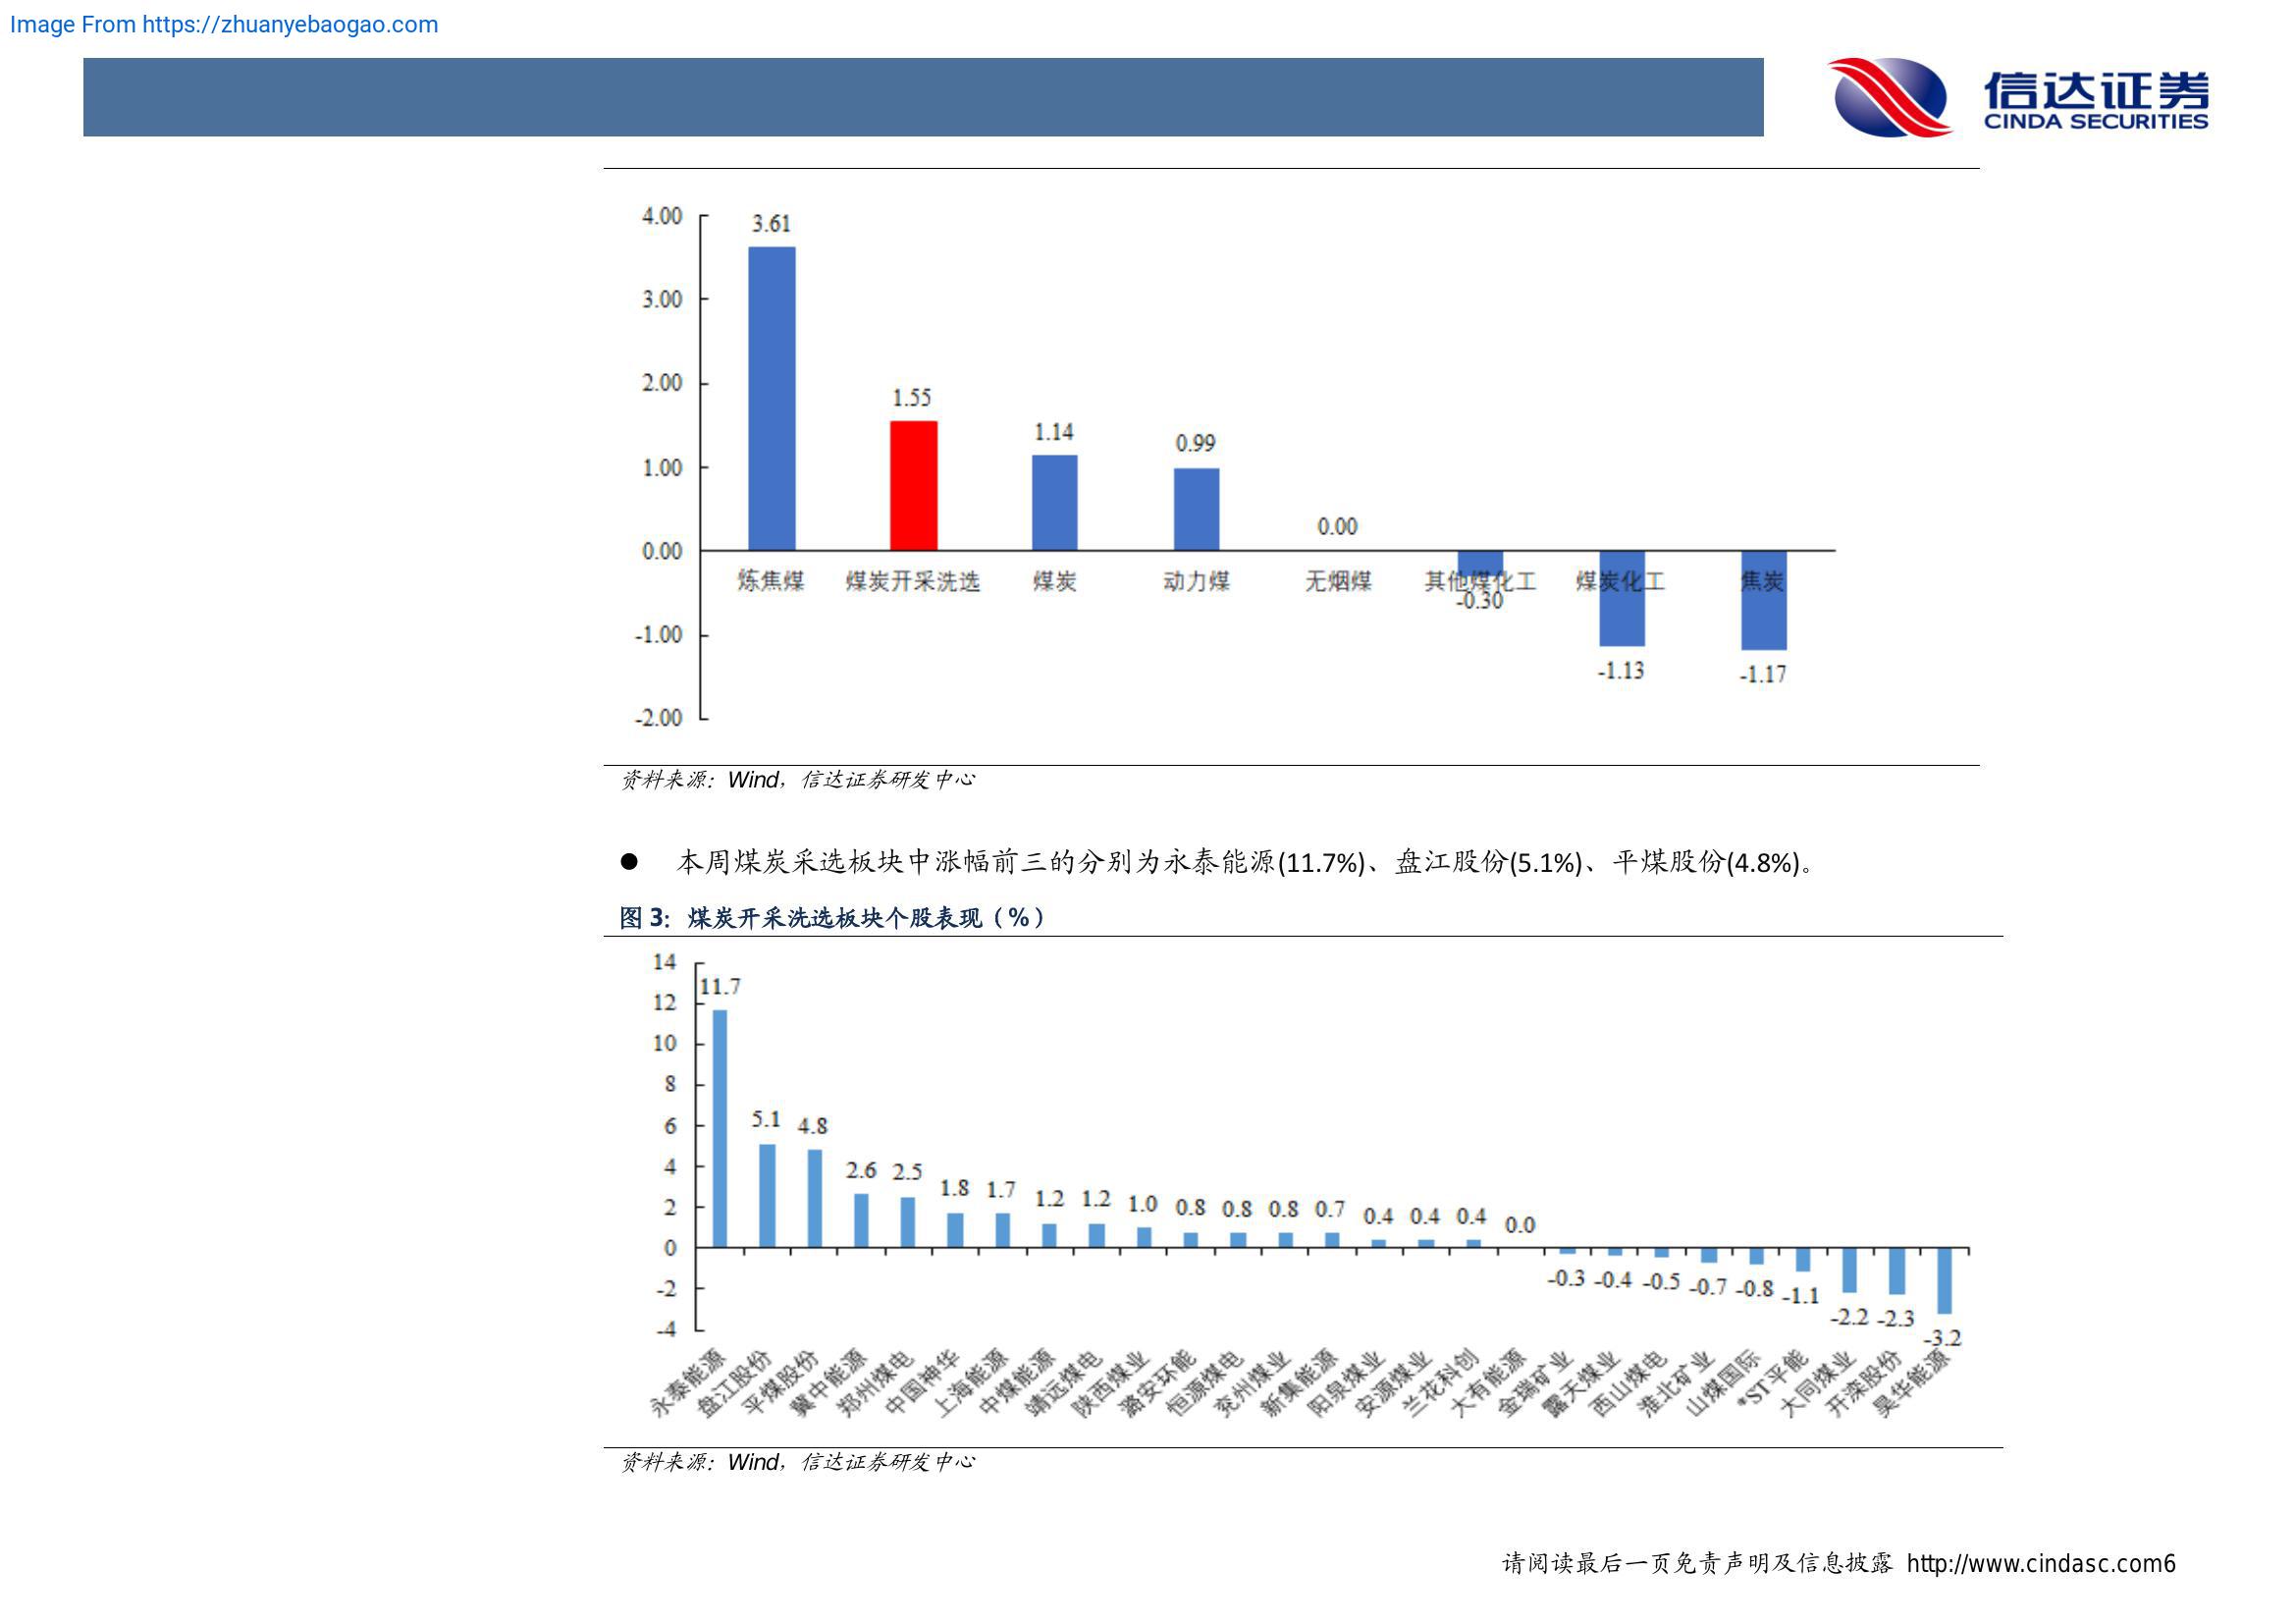 Image From https://zhuanyebaogao.com
信达证券
CINDA SECURITIES
4.00
3.00
2.00
1.00
0.00
-1.00
-2.00
3.61
1.55
1.14
0.99
0.00
-0.30
-1.13
-1.17
炼焦煤 煤炭开采洗选 煤炭 动力煤 无烟煤 其他煤化工 煤炭化工 焦炭
资料来源：Wind，信达证券研发中心
● 本周煤炭采选板块中涨幅前三的分别为永泰能源(11.7%)、盘江股份(5.1%)、平煤股份(4.8%)。
图 3：煤炭开采洗选板块个股表现（%）
14
12
10
8
6
4
2
0
-2
-4
11.7 5.1 4.8 2.6 2.5 1.8 1.7 1.2 1.2 1.0 0.8 0.8 0.8 0.7 0.4 0.4 0.4 0.0 -0.3 -0.4 -0.5 -0.7 -0.8 -1.1 -2.2 -2.3 -3.2
永泰能源 盘江股份 平煤股份 冀中能源 郑州煤电 中国神华 上海能源 中煤能源 靖远煤电 陕西煤业 潞安环能 恒源煤电 兖州煤业 新集能源 阳泉煤业 安源煤业 兰花科创 大有能源 金瑞矿业 露天煤业 西山煤电 淮北矿业 山煤国际 *ST平能 大同煤业 开滦股份 昊华能源
资料来源：Wind，信达证券研发中心
请阅读最后一页免责声明及信息披露 http://www.cindasc.com6